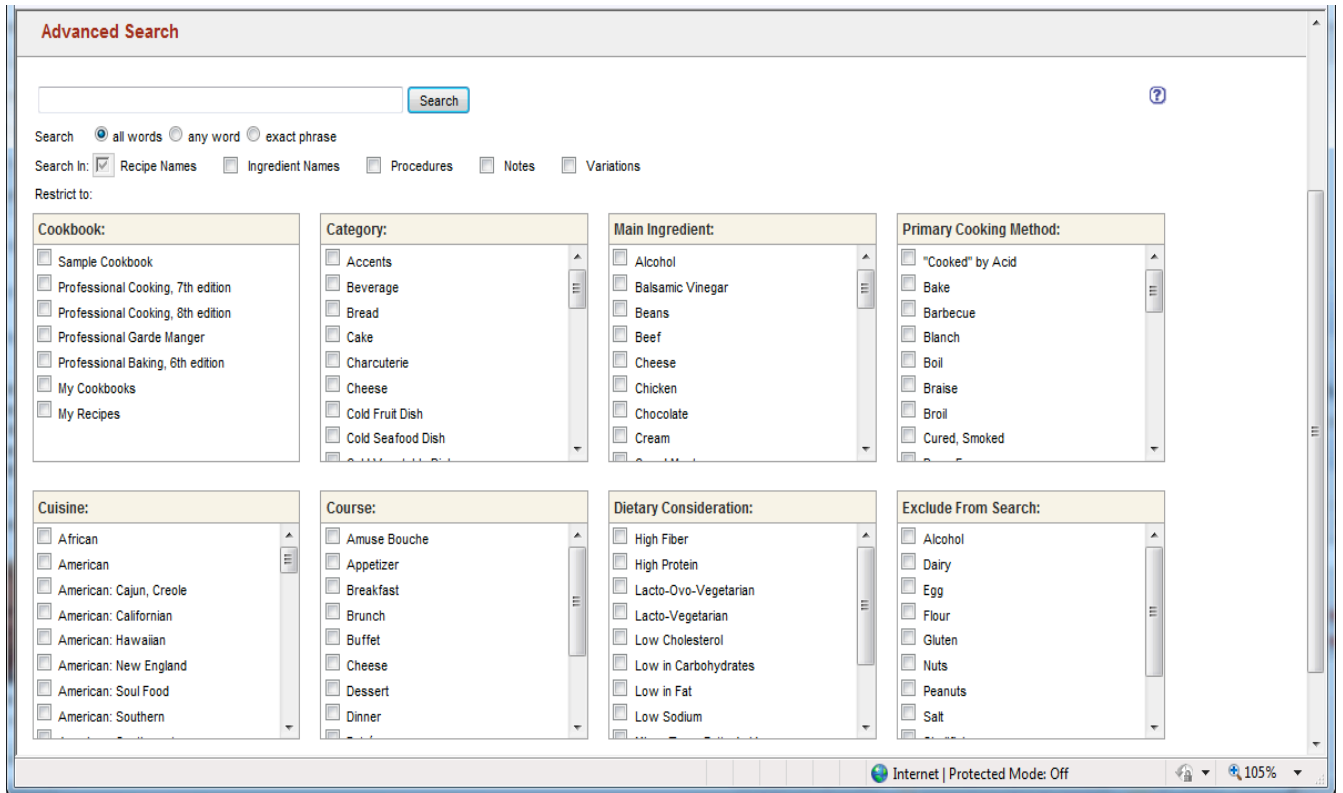 Advanced Search
Search
Search all words any word exact phrase
Search In: Recipe Names Ingredient Names Procedures Notes Variations
Restrict to:
Cookbook:
Sample Cookbook
Professional Cooking, 7th edition
Professional Cooking, 8th edition
Professional Garde Manger
Professional Baking, 6th edition
My Cookbooks
My Recipes
Category:
Accents
Beverage
Bread
Cake
Charcuterie
Cheese
Cold Fruit Dish
Cold Seafood Dish
Main Ingredient:
Alcohol
Balsamic Vinegar
Beans
Beef
Cheese
Chicken
Chocolate
Cream
Primary Cooking Method:
"Cooked" by Acid
Bake
Barbecue
Blanch
Boil
Braise
Broil
Cured, Smoked
Cuisine:
African
American
American: Cajun, Creole
American: Californian
American: Hawaiian
American: New England
American: Soul Food
American: Southern
Course:
Amuse Bouche
Appetizer
Breakfast
Brunch
Buffet
Cheese
Dessert
Dinner
Dietary Consideration:
High Fiber
High Protein
Lacto-Ovo-Vegetarian
Lacto-Vegetarian
Low Cholesterol
Low in Carbohydrates
Low in Fat
Low Sodium
Exclude From Search:
Alcohol
Dairy
Egg
Flour
Gluten
Nuts
Peanuts
Salt
Internet | Protected Mode: Off
105%